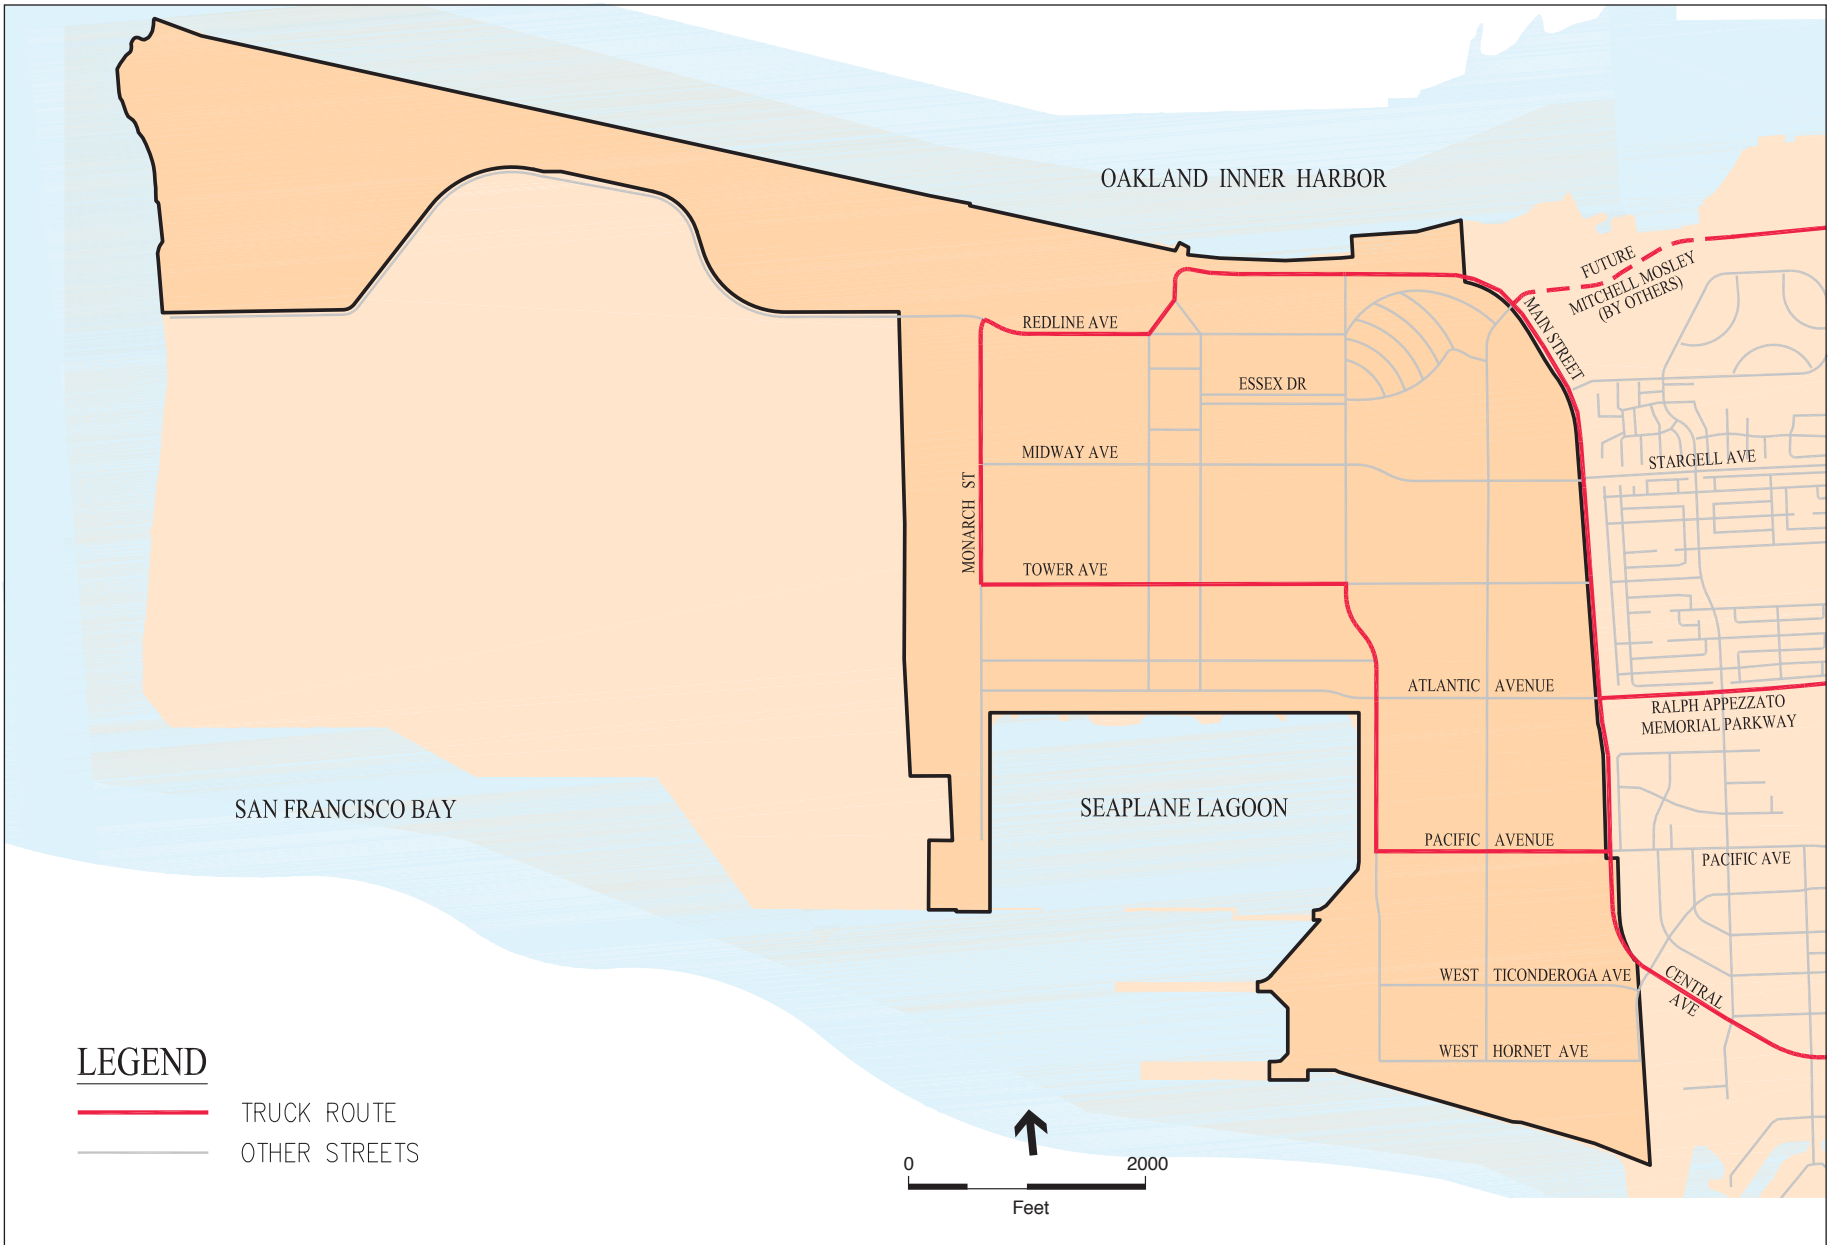 OAKLAND INNER HARBOR
FUTURE
MITCHELL MOSLEY
(BY OTHERS)
MAIN STREET
REDLINE AVE
ESSEX DR
MIDWAY AVE
STARGELL AVE
MONARCH ST
TOWER AVE
ATLANTIC AVENUE
RALPH APPEZZATO
MEMORIAL PARKWAY
SAN FRANCISCO BAY
SEAPLANE LAGOON
PACIFIC AVENUE
PACIFIC AVE
WEST TICONDEROGA AVE
CENTRAL
AVE
WEST HORNET AVE
LEGEND
TRUCK ROUTE
OTHER STREETS
0 2000
Feet